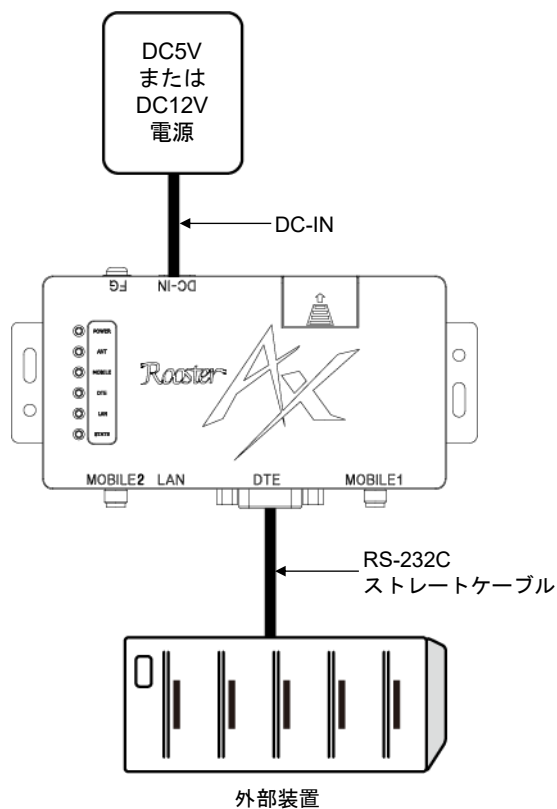 DC5V
または
DC12V
電源
DC-IN
FG
DC-IN
POWER
ANT
MOBILE
DTE
LAN
STATE
Rooster
AX
MOBILE2 LAN DTE MOBILE1
RS-232C
ストレートケーブル
外部装置